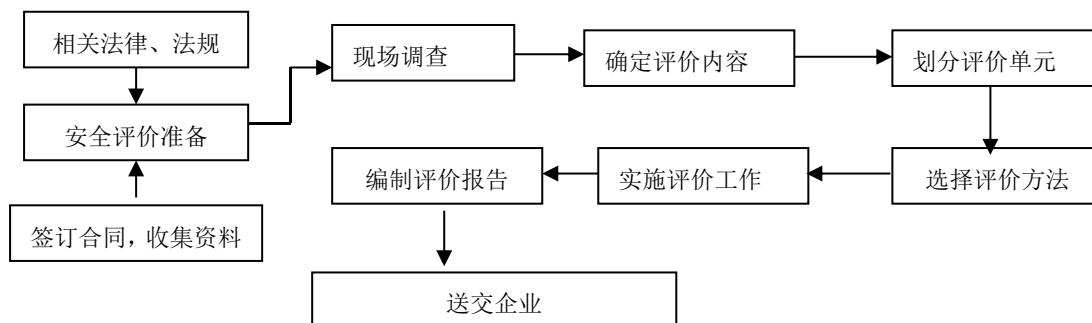 相关法律、法规
安全评价准备
签订合同，收集资料
现场调查
确定评价内容
划分评价单元
选择评价方法
实施评价工作
编制评价报告
送交企业